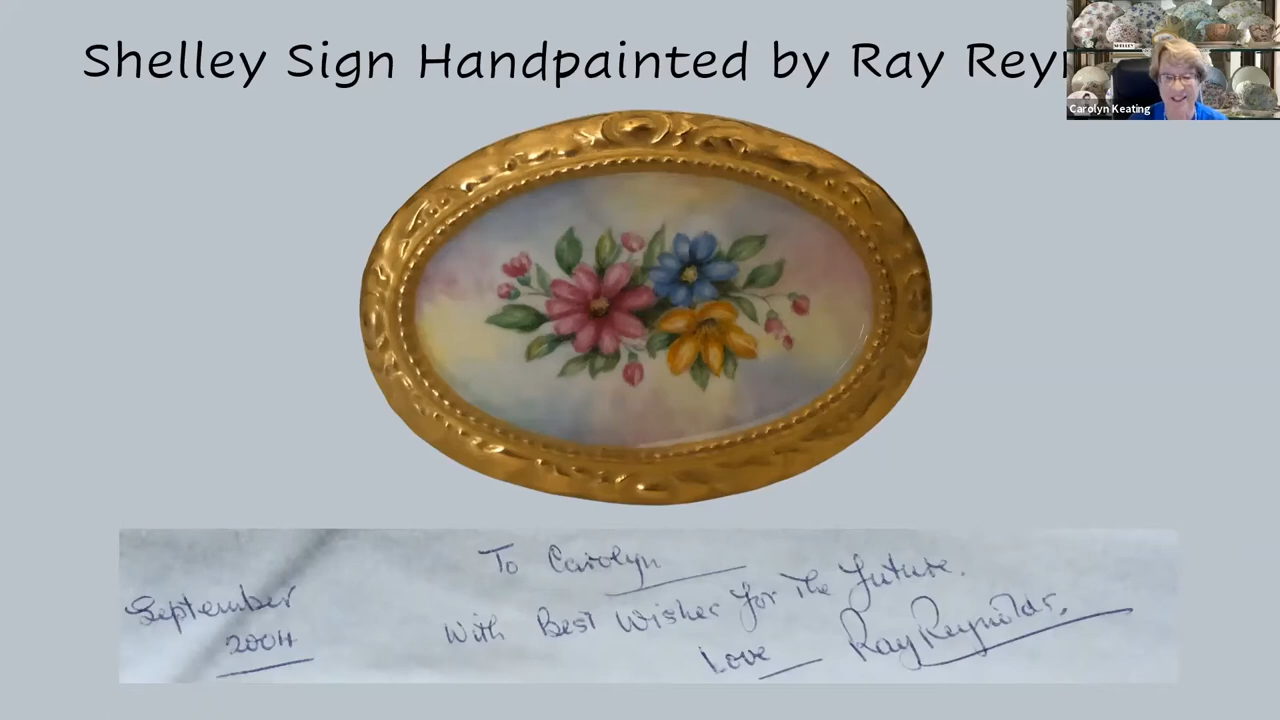 Shelley Sign Handpainted by Ray Rey
Carolyn Keating
SHELLEY
To Carolyn
September 2004
With Best Wishes for The Future.
Love Ray Reynolds.